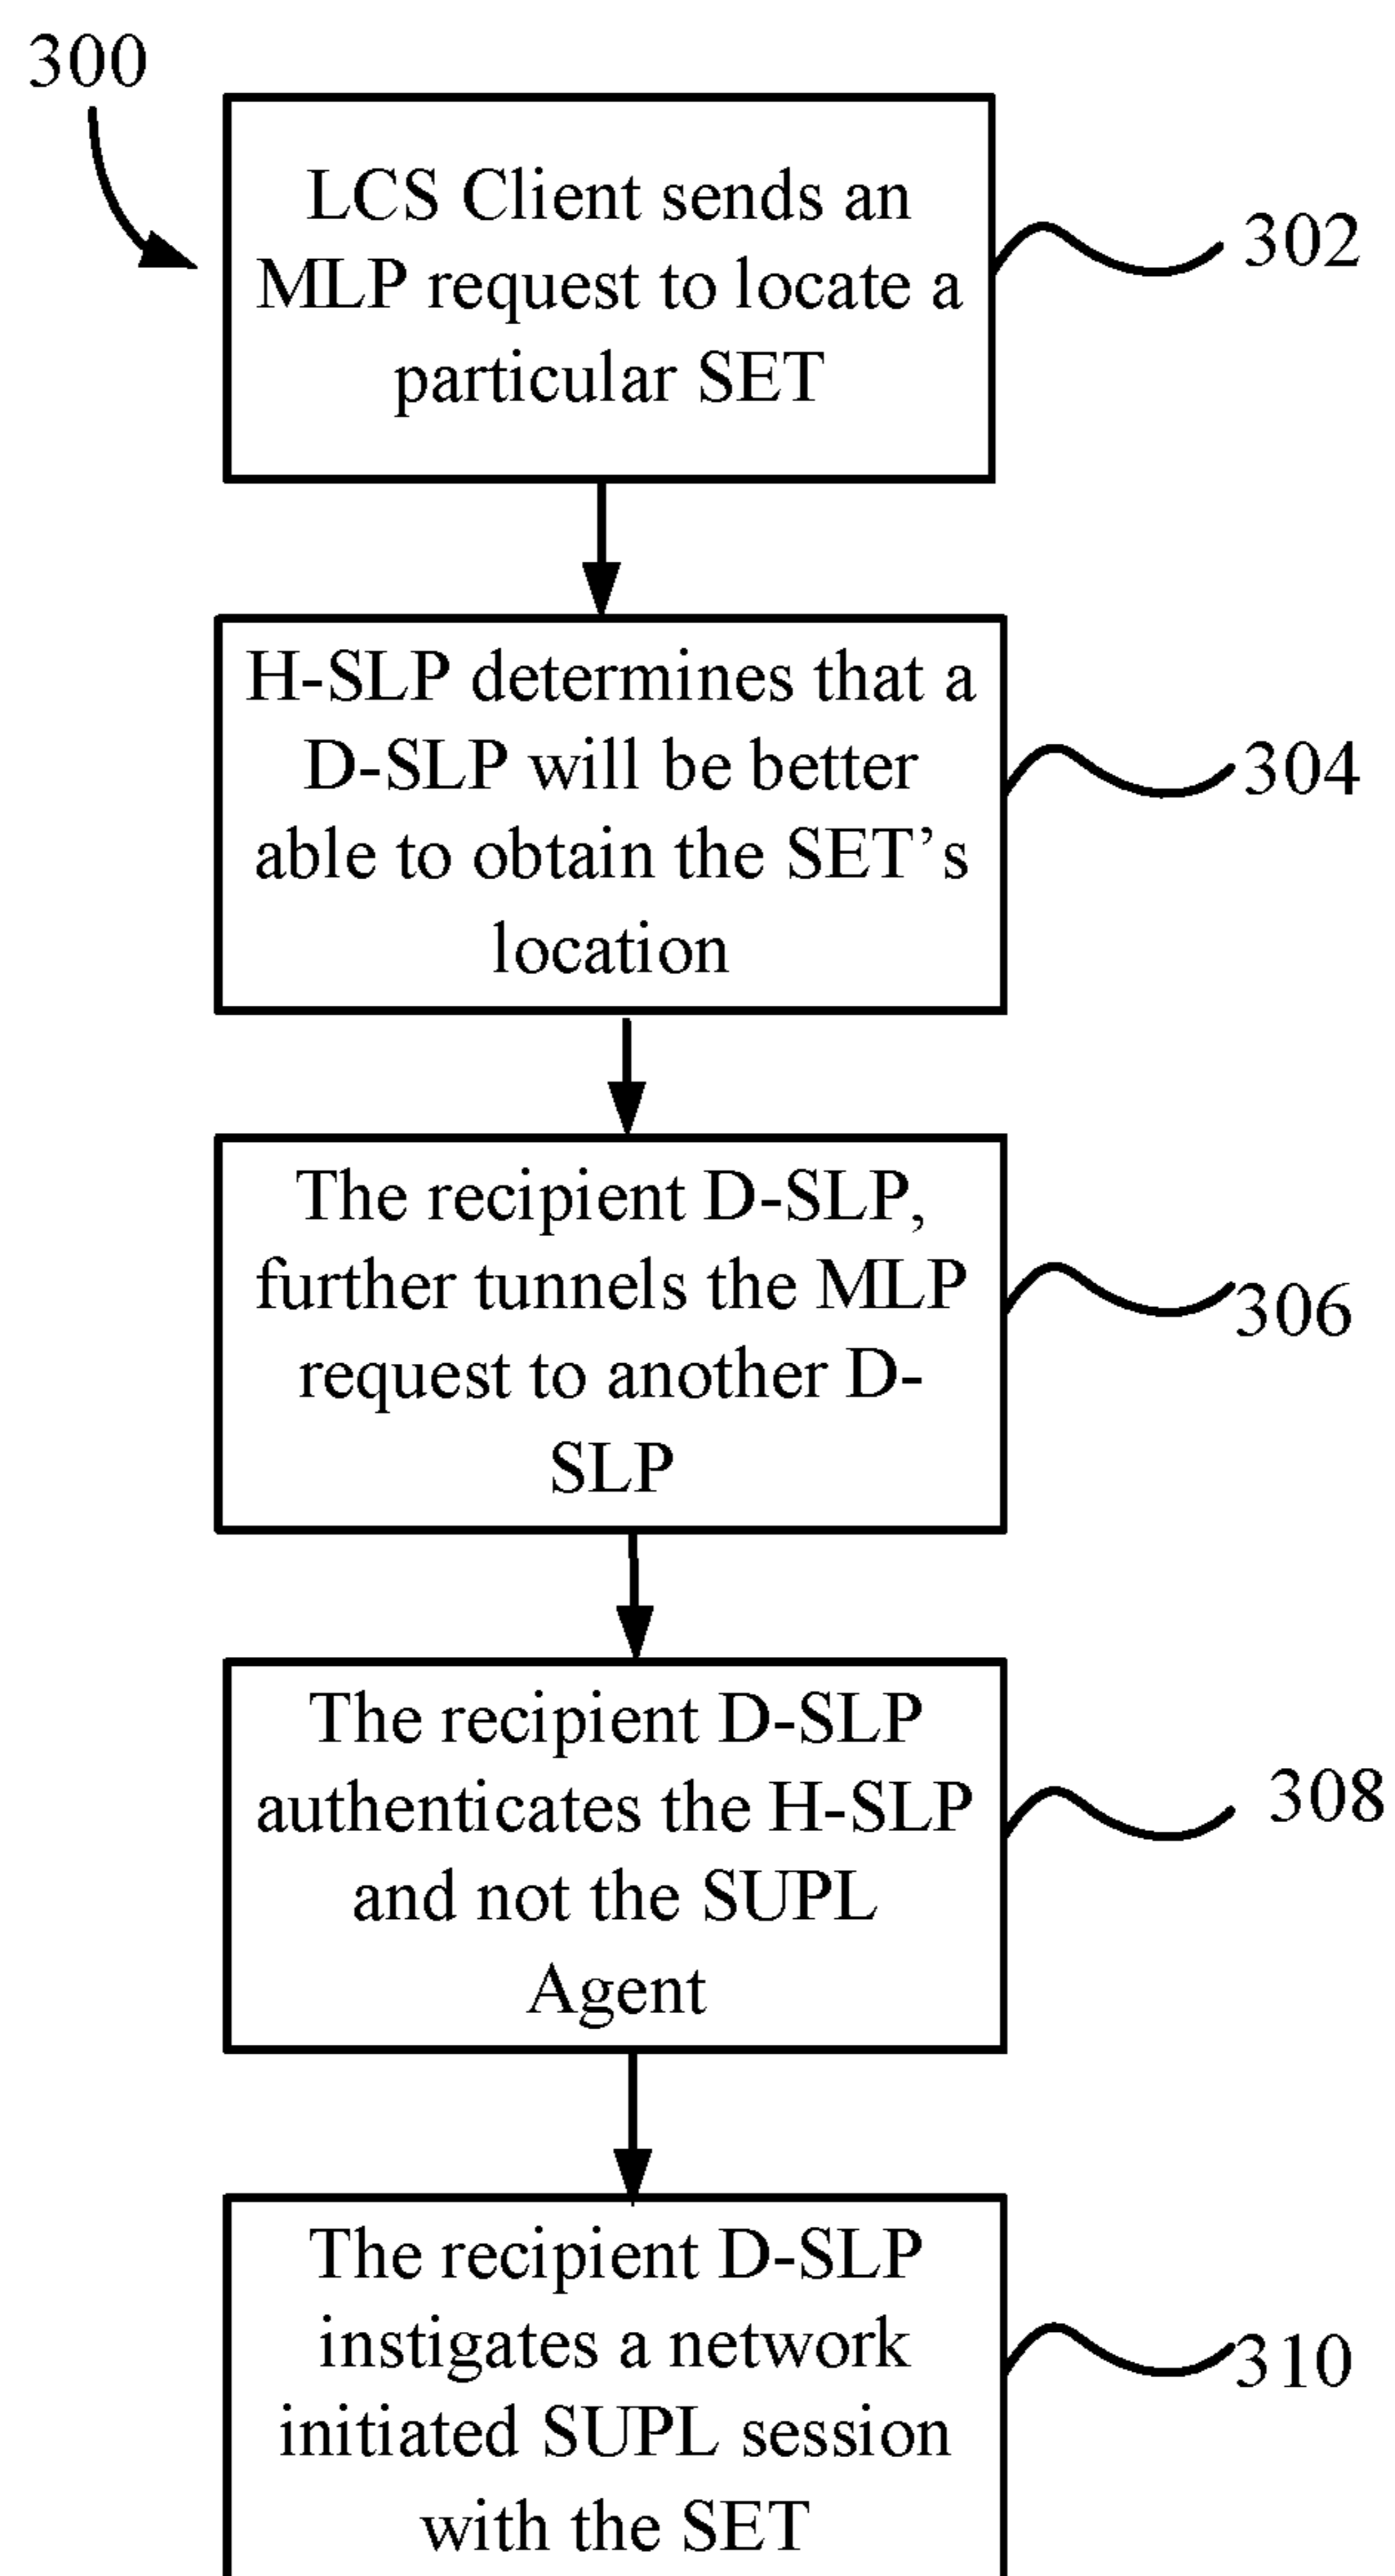 300
LCS Client sends an
MLP request to locate a
particular SET
302
H-SLP determines that a
D-SLP will be better
able to obtain the SET’s
location
304
The recipient D-SLP,
further tunnels the MLP
request to another D-
SLP
306
The recipient D-SLP
authenticates the H-SLP
and not the SUPL
Agent
308
The recipient D-SLP
instigates a network
initiated SUPL session
with the SET
310